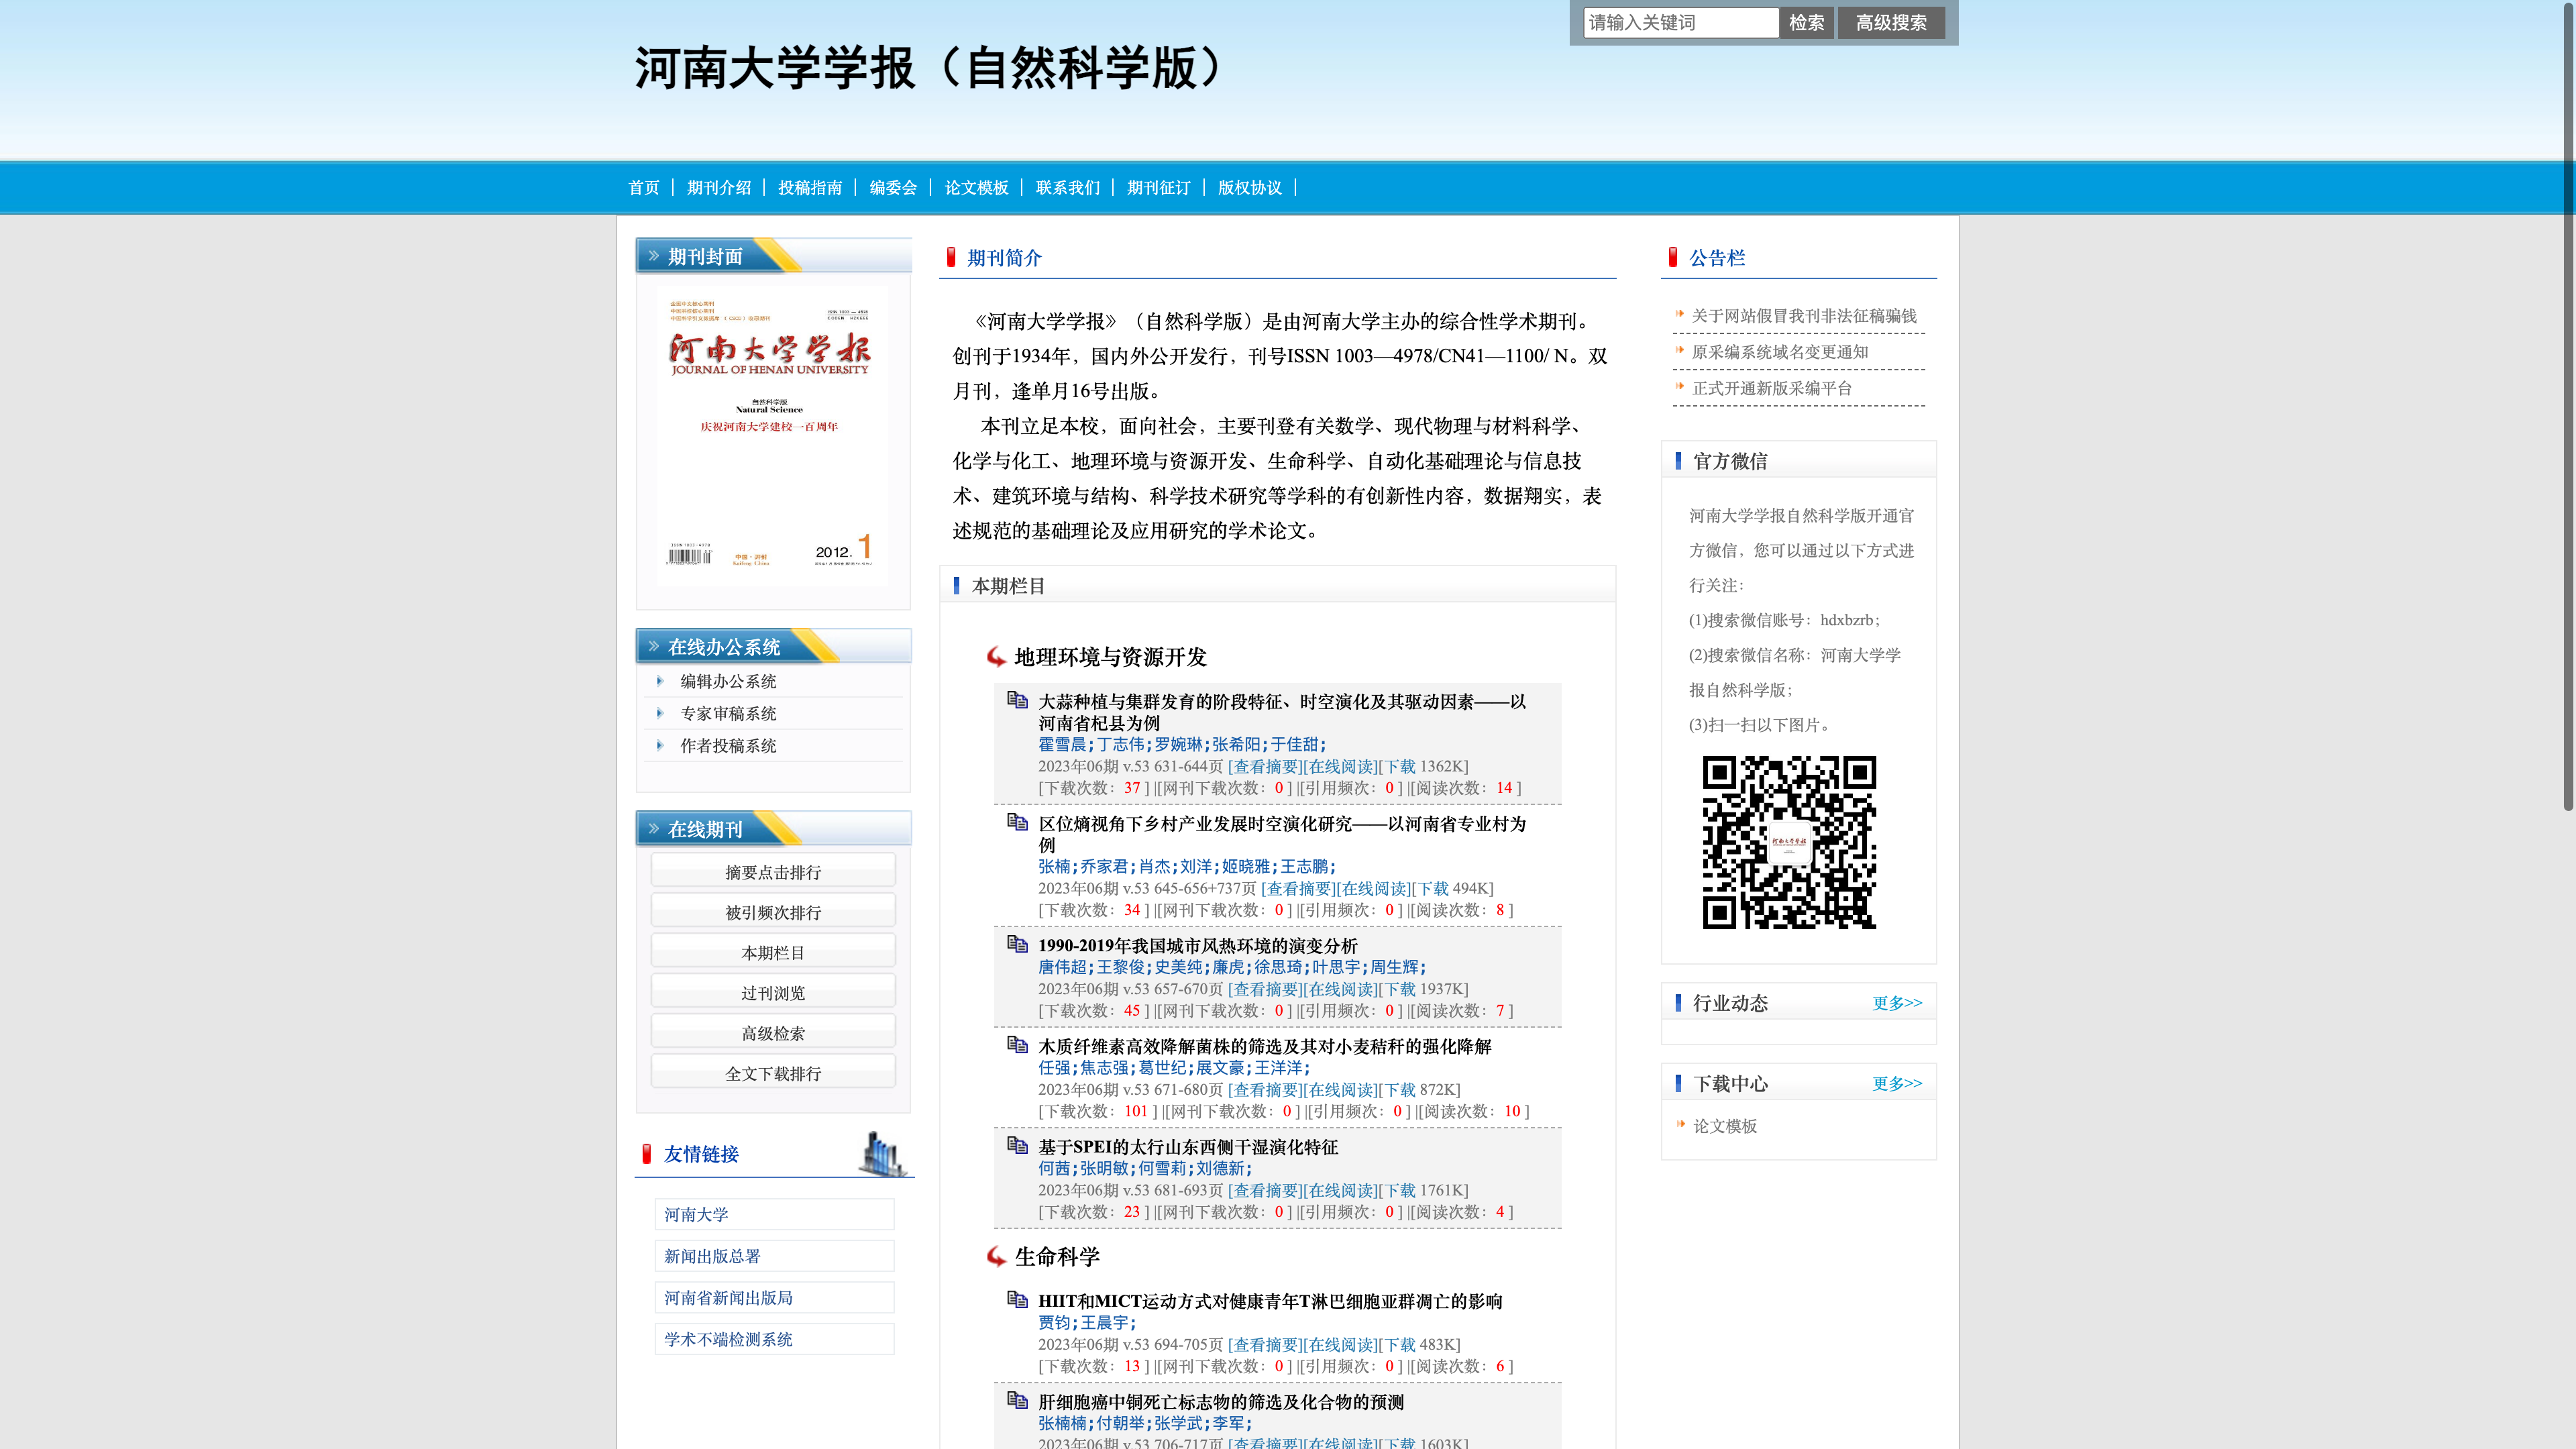 请输入关键词 检索 高级搜索
河南大学学报（自然科学版）
首页 期刊介绍 投稿指南 编委会 论文模板 联系我们 期刊征订 版权协议
期刊封面
河南大学学报
JOURNAL OF HENAN UNIVERSITY
自然科学版
Natural Science
庆祝河南大学建校一百周年
2012. 1
在线办公系统
编辑办公系统
专家审稿系统
作者投稿系统
在线期刊
摘要点击排行
被引频次排行
本期栏目
过刊浏览
高级检索
全文下载排行
友情链接
河南大学
新闻出版总署
河南省新闻出版局
学术不端检测系统
期刊简介
《河南大学学报》（自然科学版）是由河南大学主办的综合性学术期刊。
创刊于1934年，国内外公开发行，刊号ISSN 1003—4978/CN41—1100/ N。双
月刊，逢单月16号出版。
本刊立足本校，面向社会，主要刊登有关数学、现代物理与材料科学、
化学与化工、地理环境与资源开发、生命科学、自动化基础理论与信息技
术、建筑环境与结构、科学技术研究等学科的有创新性内容，数据翔实，表
述规范的基础理论及应用研究的学术论文。
本期栏目
地理环境与资源开发
大蒜种植与集群发育的阶段特征、时空演化及其驱动因素——以
河南省杞县为例
霍雪晨;丁志伟;罗婉琳;张希阳;于佳甜;
2023年06期 v.53 631-644页 [查看摘要][在线阅读][下载 1362K]
[下载次数：37 ] |[网刊下载次数：0 ] |[引用频次：0 ] |[阅读次数：14 ]
区位熵视角下乡村产业发展时空演化研究——以河南省专业村为
例
张楠;乔家君;肖杰;刘洋;姬晓雅;王志鹏;
2023年06期 v.53 645-656+737页 [查看摘要][在线阅读][下载 494K]
[下载次数：34 ] |[网刊下载次数：0 ] |[引用频次：0 ] |[阅读次数：8 ]
1990-2019年我国城市风热环境的演变分析
唐伟超;王黎俊;史美纯;廉虎;徐思琦;叶思宇;周生辉;
2023年06期 v.53 657-670页 [查看摘要][在线阅读][下载 1937K]
[下载次数：45 ] |[网刊下载次数：0 ] |[引用频次：0 ] |[阅读次数：7 ]
木质纤维素高效降解菌株的筛选及其对小麦秸秆的强化降解
任强;焦志强;葛世纪;展文豪;王洋洋;
2023年06期 v.53 671-680页 [查看摘要][在线阅读][下载 872K]
[下载次数：101 ] |[网刊下载次数：0 ] |[引用频次：0 ] |[阅读次数：10 ]
基于SPEI的太行山东西侧干湿演化特征
何茜;张明敏;何雪莉;刘德新;
2023年06期 v.53 681-693页 [查看摘要][在线阅读][下载 1761K]
[下载次数：23 ] |[网刊下载次数：0 ] |[引用频次：0 ] |[阅读次数：4 ]
生命科学
HIIT和MICT运动方式对健康青年T淋巴细胞亚群凋亡的影响
贾钧;王晨宇;
2023年06期 v.53 694-705页 [查看摘要][在线阅读][下载 483K]
[下载次数：13 ] |[网刊下载次数：0 ] |[引用频次：0 ] |[阅读次数：6 ]
肝细胞癌中铜死亡标志物的筛选及化合物的预测
张楠楠;付朝举;张学武;李军;
2023年06期 v.53 706-717页 [查看摘要][在线阅读][下载 1603K]
公告栏
关于网站假冒我刊非法征稿骗钱
原采编系统域名变更通知
正式开通新版采编平台
官方微信
河南大学学报自然科学版开通官
方微信，您可以通过以下方式进
行关注：
(1)搜索微信账号：hdxbzrb；
(2)搜索微信名称：河南大学学
报自然科学版；
(3)扫一扫以下图片。
河南大学学报
行业动态 更多>>
下载中心 更多>>
论文模板